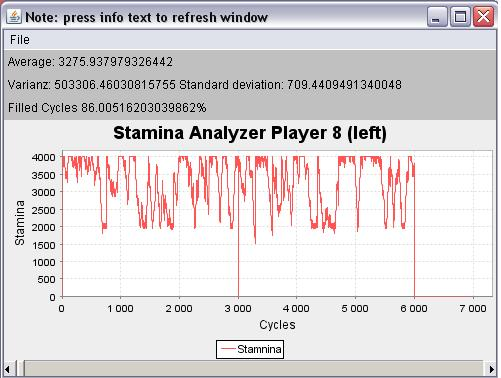 Note: press info text to refresh window
File
Average: 3275.937979326442
Varianz: 503306.46030815755 Standard deviation: 709.4409491340048
Filled Cycles 86.00516203039862%
Stamina Analyzer Player 8 (left)
4000
3500
3000
2500
2000
1500
1000
500
0
Stamina
0 1 000 2 000 3 000 4 000 5 000 6 000 7 000
Cycles
Stamnina